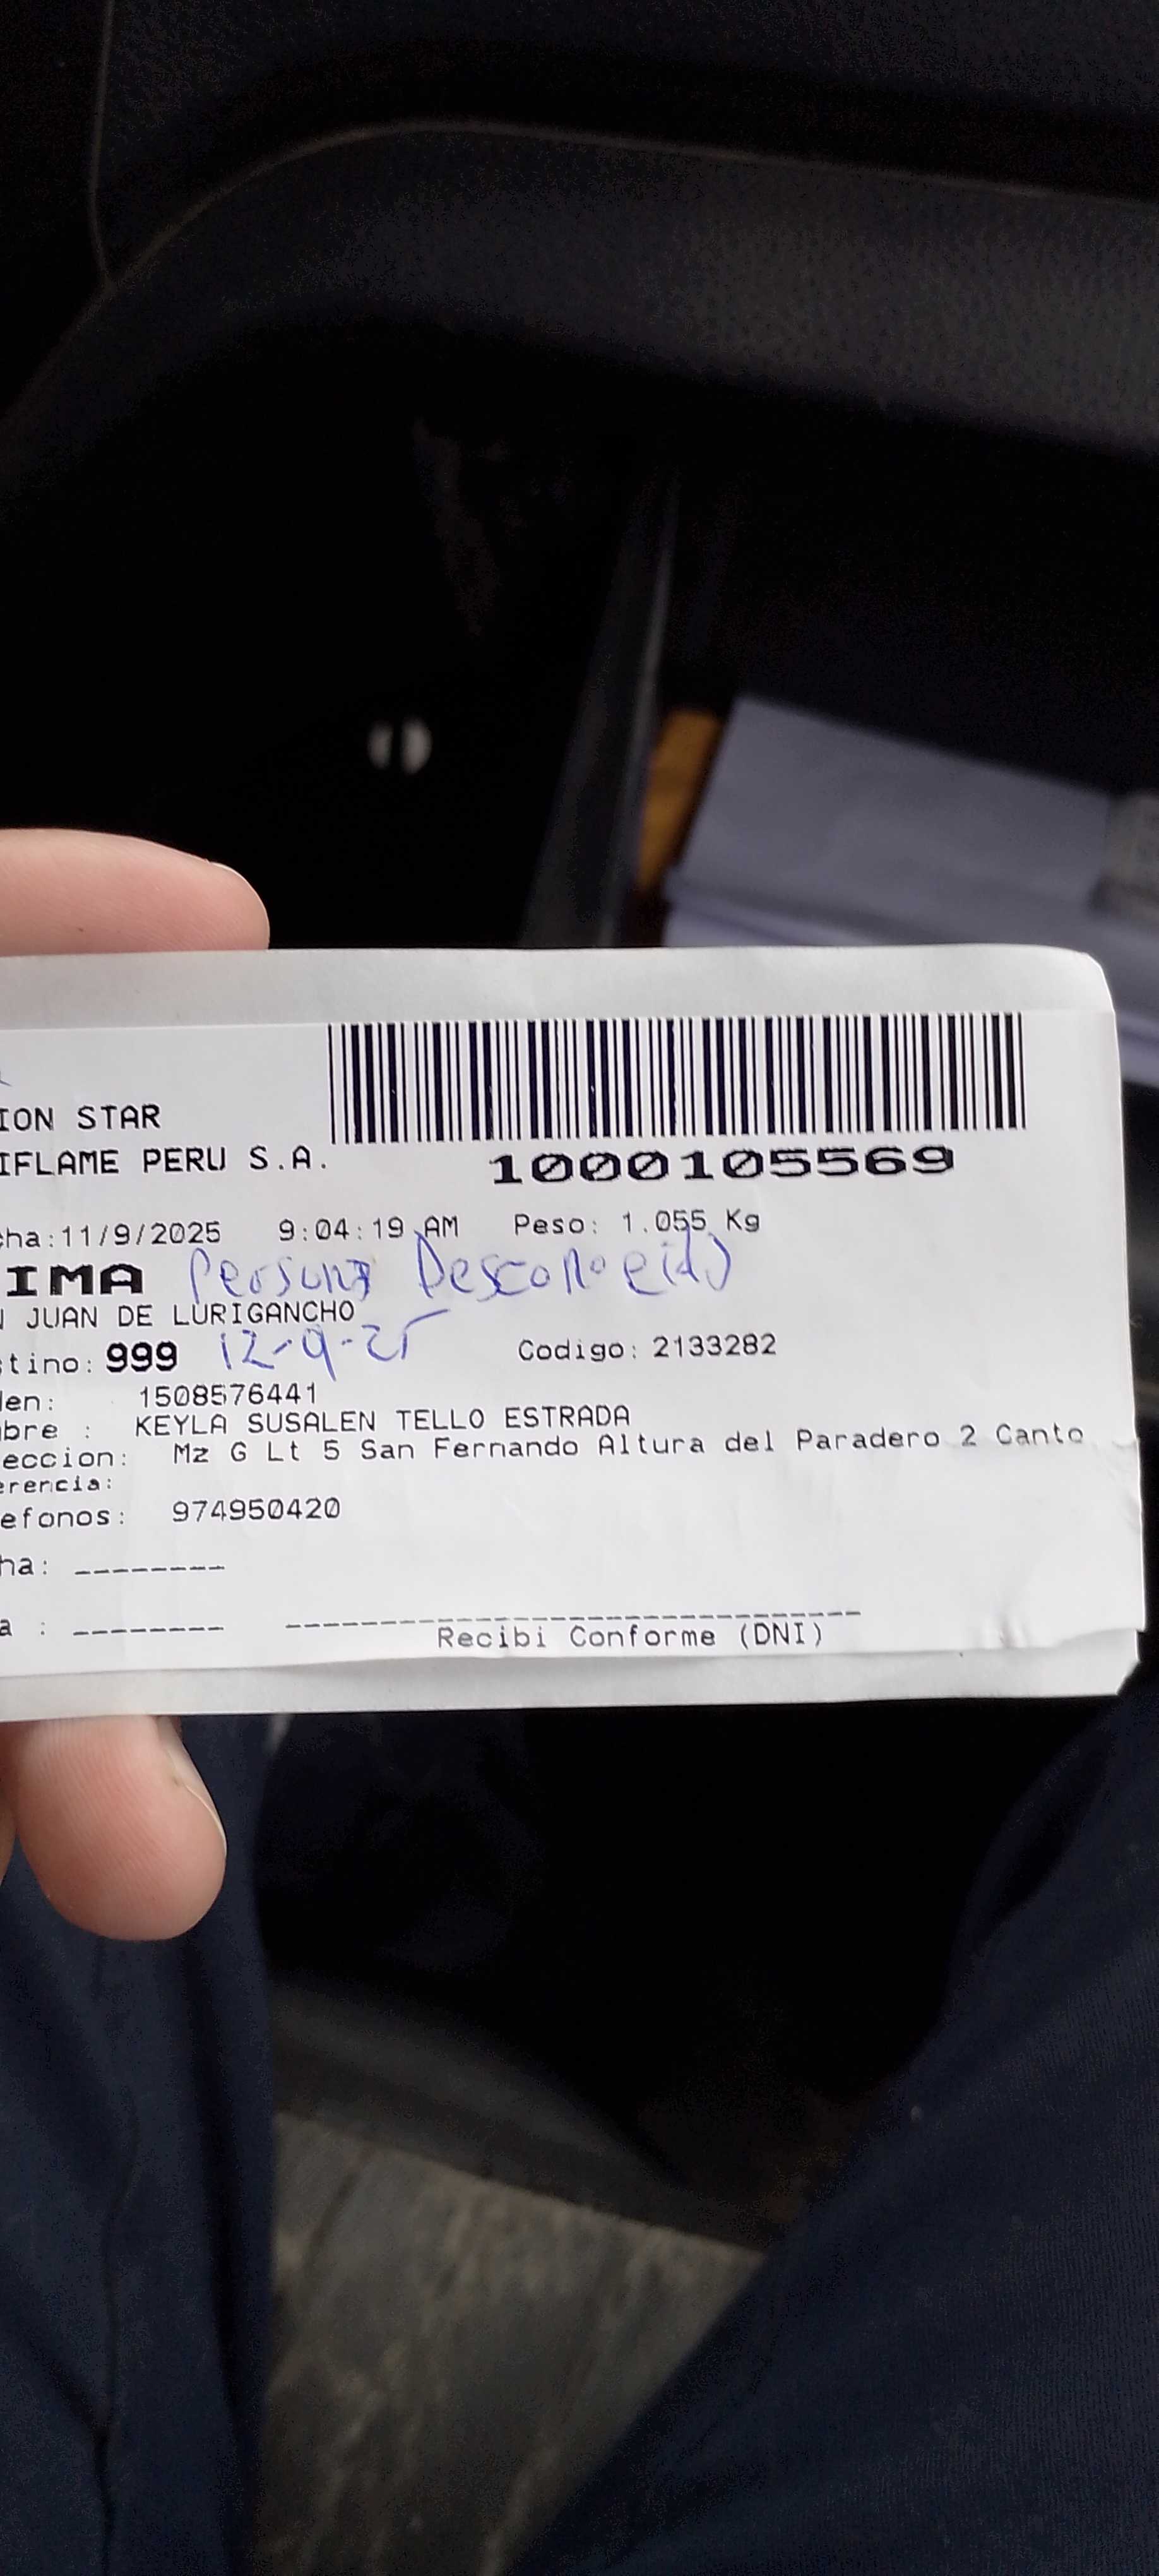 ION STAR
IFLAME PERU S.A.
1000105569
cha:11/9/2025 9:04:19 AM Peso: 1.055 Kg
IMA Persona Desconocido
JUAN DE LURIGANCHO
stino: 999 12-9-25 Codigo: 2133282
den: 1508576441
bre : KEYLA SUSALEN TELLO ESTRADA
eccion: Mz G Lt 5 San Fernando Altura del Paradero 2 Canto
erencia:
efonos: 974950420
ha: --------
a : --------
Recibi Conforme (DNI)